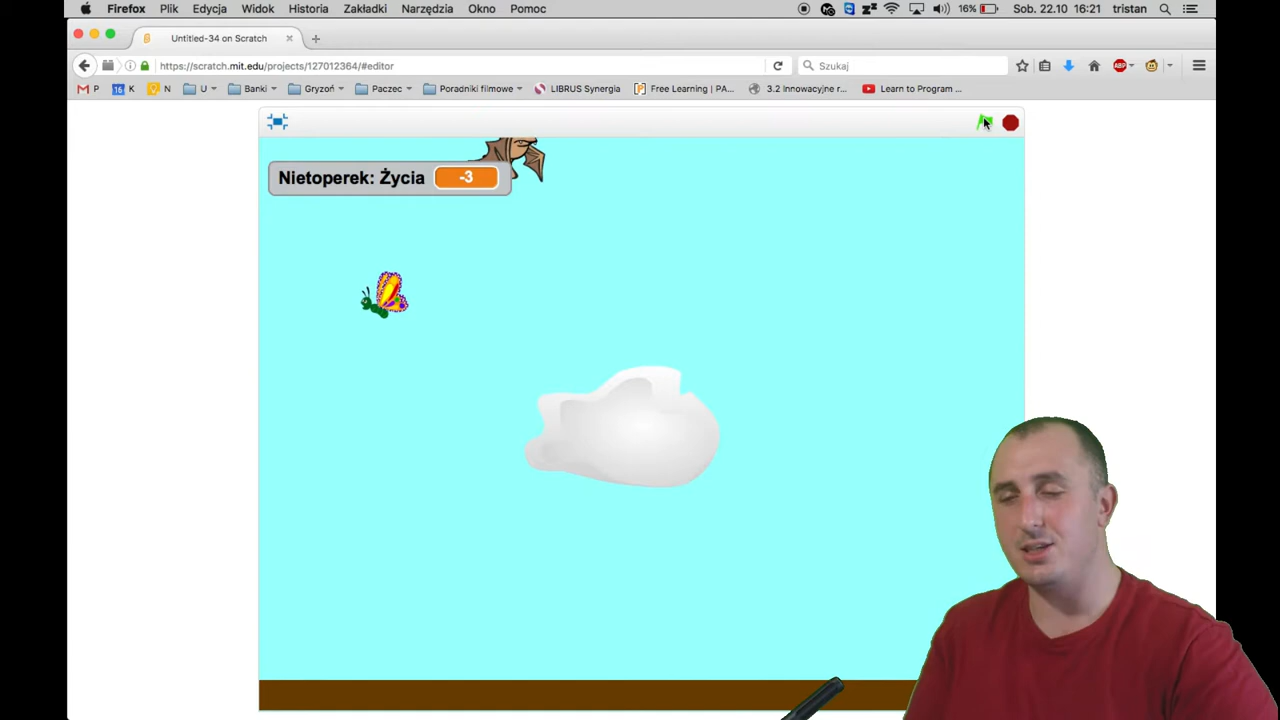 Firefox Plik Edycja Widok Historia Zakładki Narzędzia Okno Pomoc 16% Sob. 22.10 16:21 tristan
Untitled-34 on Scratch
https://scratch.mit.edu/projects/127012364/#editor Szukaj
P 16 K N U Banki Gryzoń Paczec Poradniki filmowe LIBRUS Synergia Free Learning | PA... 3.2 Innowacyjne r... Learn to Program ...
Nietoperek: Życia -3